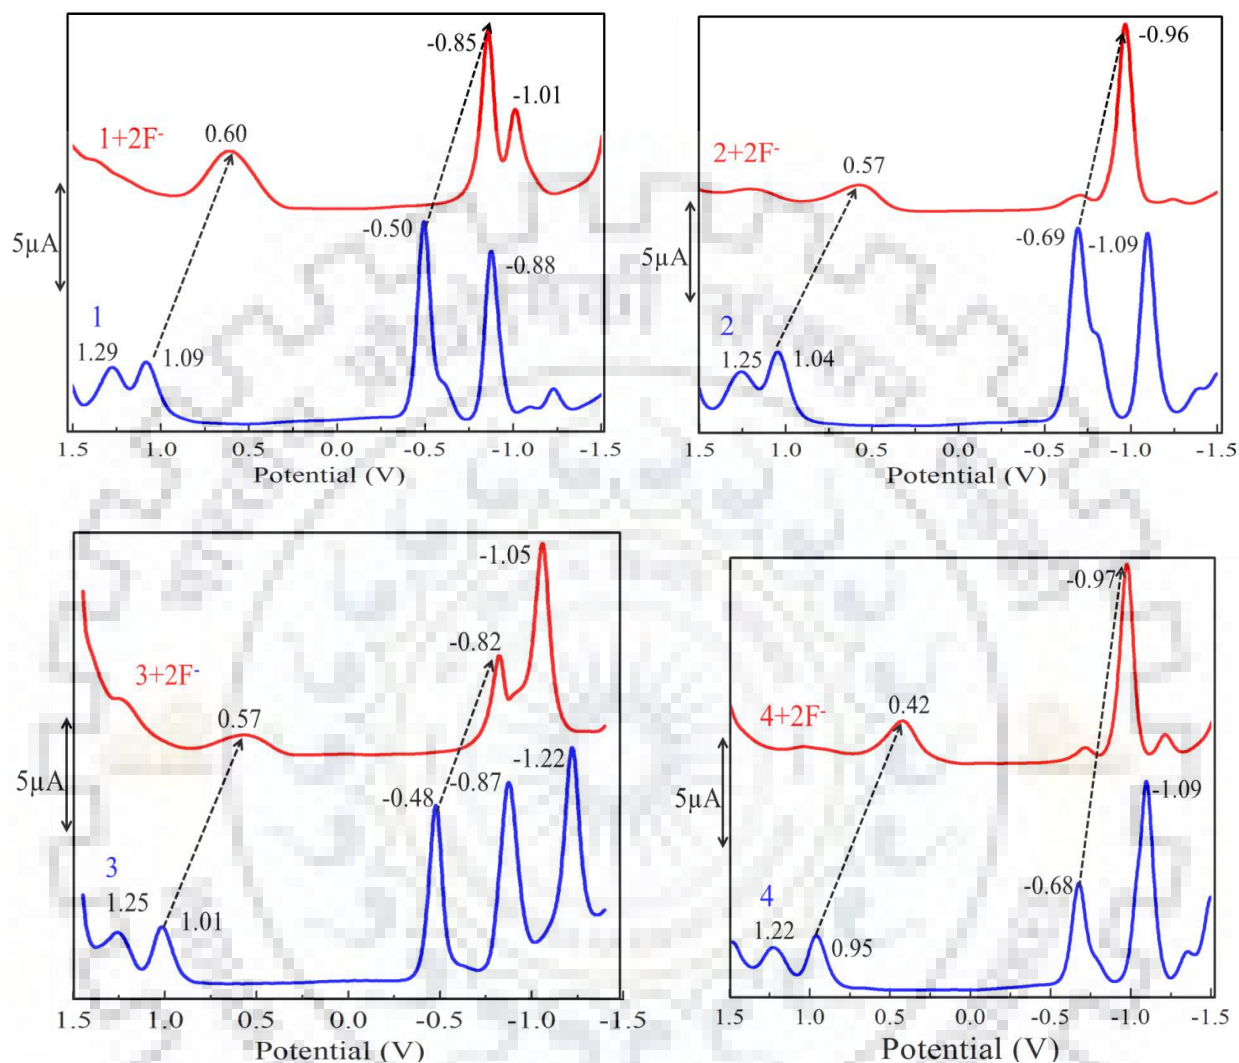 -0.85
-1.01
0.60
1+2F-
5µA
-0.50
-0.88
1
1.29
1.09
1.5 1.0 0.5 0.0 -0.5 -1.0 -1.5
Potential (V)
-0.96
2+2F-
0.57
5µA
-0.69
-1.09
2
1.25
1.04
1.5 1.0 0.5 0.0 -0.5 -1.0 -1.5
Potential (V)
-1.05
-0.82
3+2F-
0.57
5µA
-0.48
-0.87
-1.22
3
1.25
1.01
1.5 1.0 0.5 0.0 -0.5 -1.0 -1.5
Potential (V)
-0.97
4+2F-
0.42
5µA
-1.09
-0.68
4
1.22
0.95
1.5 1.0 0.5 0.0 -0.5 -1.0 -1.5
Potential (V)